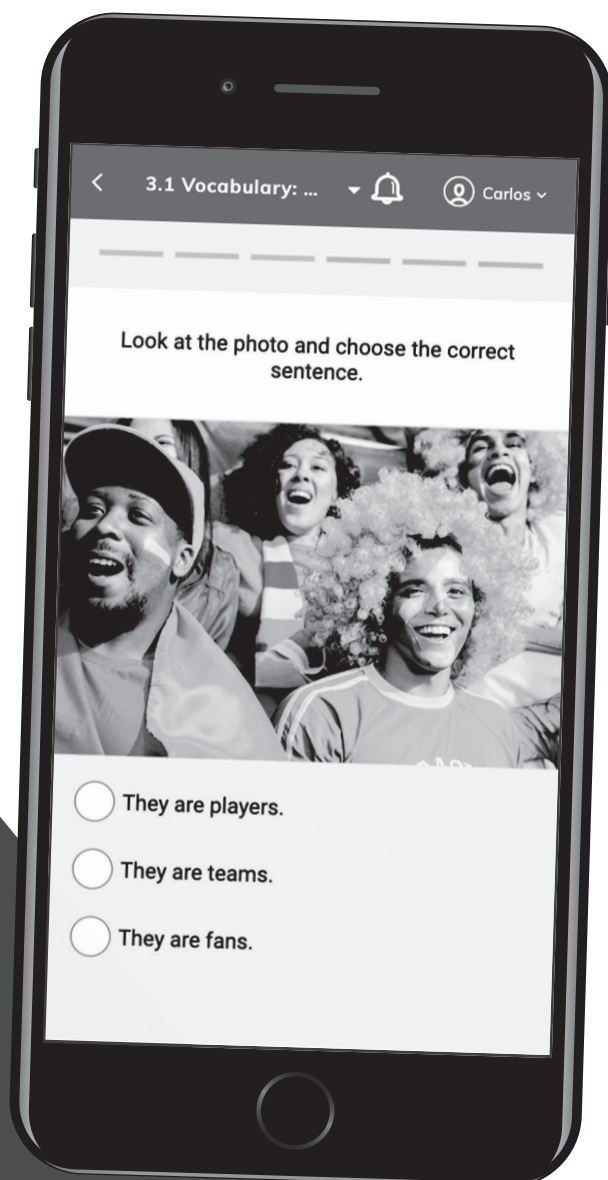 3.1 Vocabulary: ...
Carlos
Look at the photo and choose the correct
sentence.
They are players.
They are teams.
They are fans.